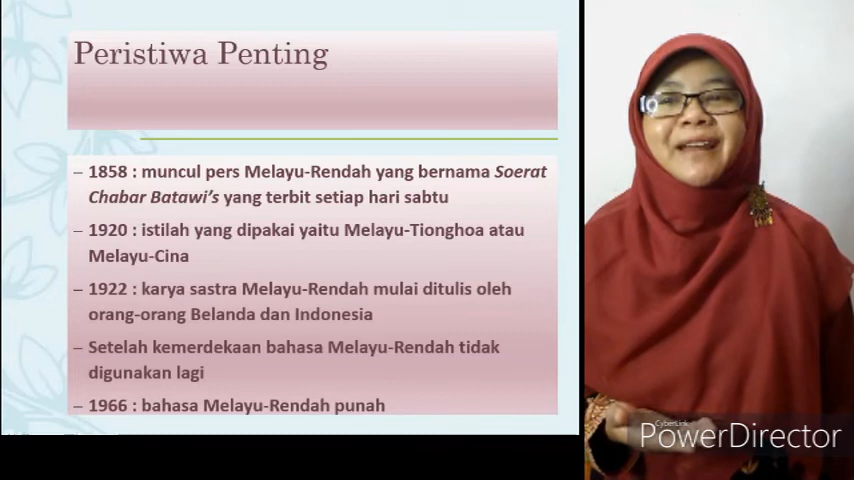 Peristiwa Penting
– 1858 : muncul pers Melayu-Rendah yang bernama Soerat
Chabar Batawi’s yang terbit setiap hari sabtu
– 1920 : istilah yang dipakai yaitu Melayu-Tionghoa atau
Melayu-Cina
– 1922 : karya sastra Melayu-Rendah mulai ditulis oleh
orang-orang Belanda dan Indonesia
– Setelah kemerdekaan bahasa Melayu-Rendah tidak
digunakan lagi
– 1966 : bahasa Melayu-Rendah punah
CyberLink
PowerDirector